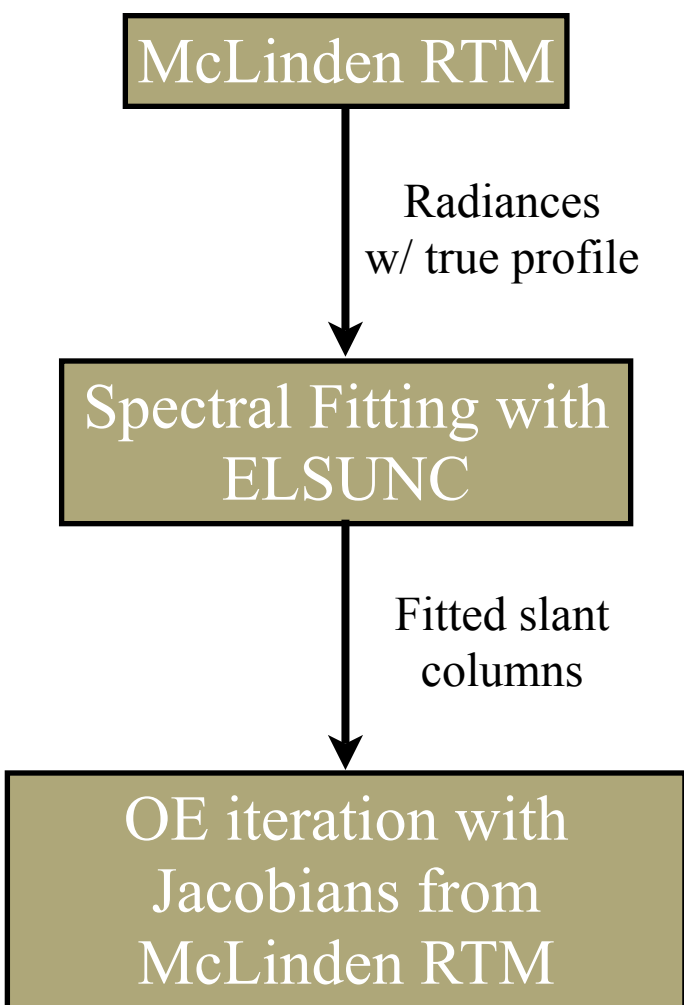 McLinden RTM
Radiances
w/ true profile
Spectral Fitting with
ELSUNC
Fitted slant
columns
OE iteration with
Jacobians from
McLinden RTM